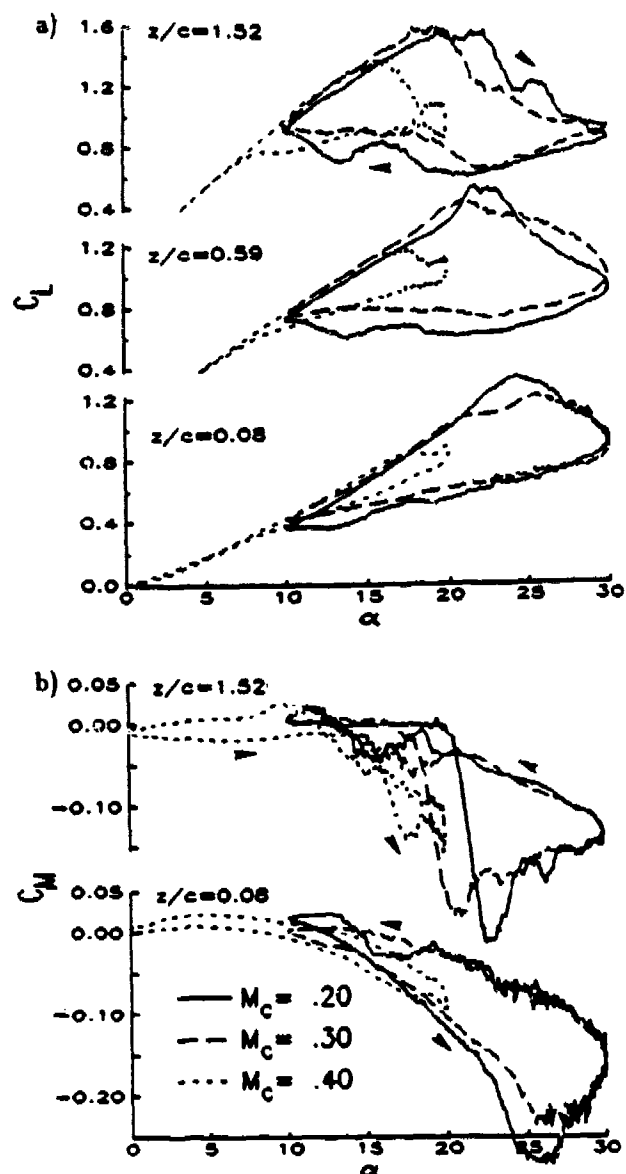 a)
z/c=1.52
1.6
1.2
0.8
0.4
z/c=0.59
1.2
0.8
0.4
C_L
z/c=0.08
1.2
0.8
0.4
0.0
0 5 10 15 20 25 30
α
b)
z/c=1.52
0.05
0.00
-0.10
C_M
z/c=0.08
0.05
0.00
-0.10
-0.20
M_C= .20
M_C= .30
M_C= .40
0 5 10 15 20 25 30
α